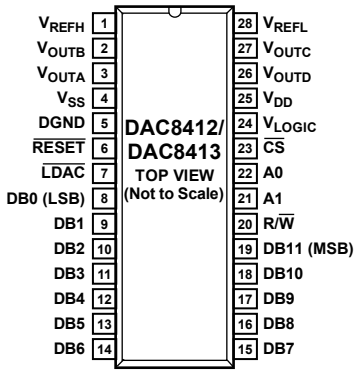 VREFH 1
VOUTB 2
VOUTA 3
VSS 4
DGND 5
R̅E̅S̅E̅T̅ 6
L̅D̅A̅C̅ 7
DB0 (LSB) 8
DB1 9
DB2 10
DB3 11
DB4 12
DB5 13
DB6 14
DAC8412/
DAC8413
TOP VIEW
(Not to Scale)
28 VREFL
27 VOUTC
26 VOUTD
25 VDD
24 VLOGIC
23 C̅S̅
22 A0
21 A1
20 R/W̅
19 DB11 (MSB)
18 DB10
17 DB9
16 DB8
15 DB7